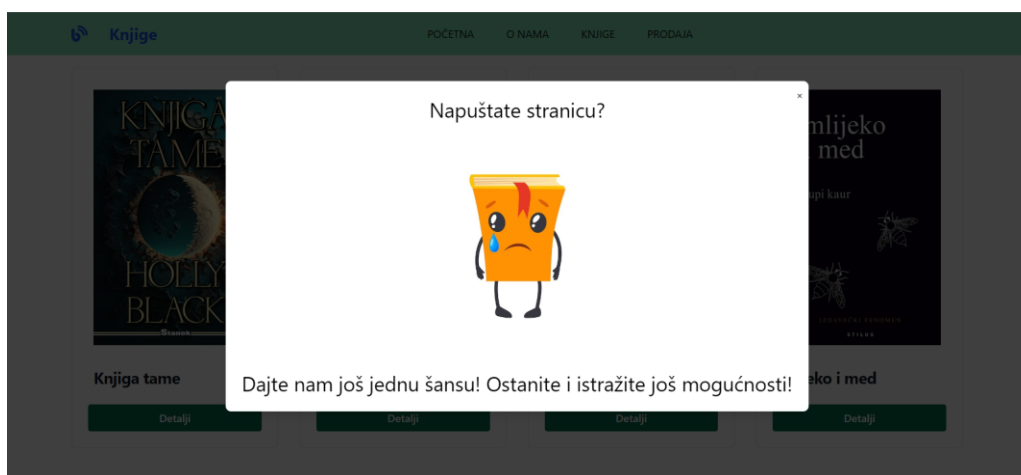 Knjige
POČETNA O NAMA KNJIGE PRODAJA
Napuštate stranicu?
×
KNJIGA
TAME
HOLLY
BLACK
mlijeko
med
upi kaur
STILUS
Knjiga tame
Dajte nam još jednu šansu! Ostanite i istražite još mogućnosti!
eko i med
Detalji
Detalji
Detalji
Detalji